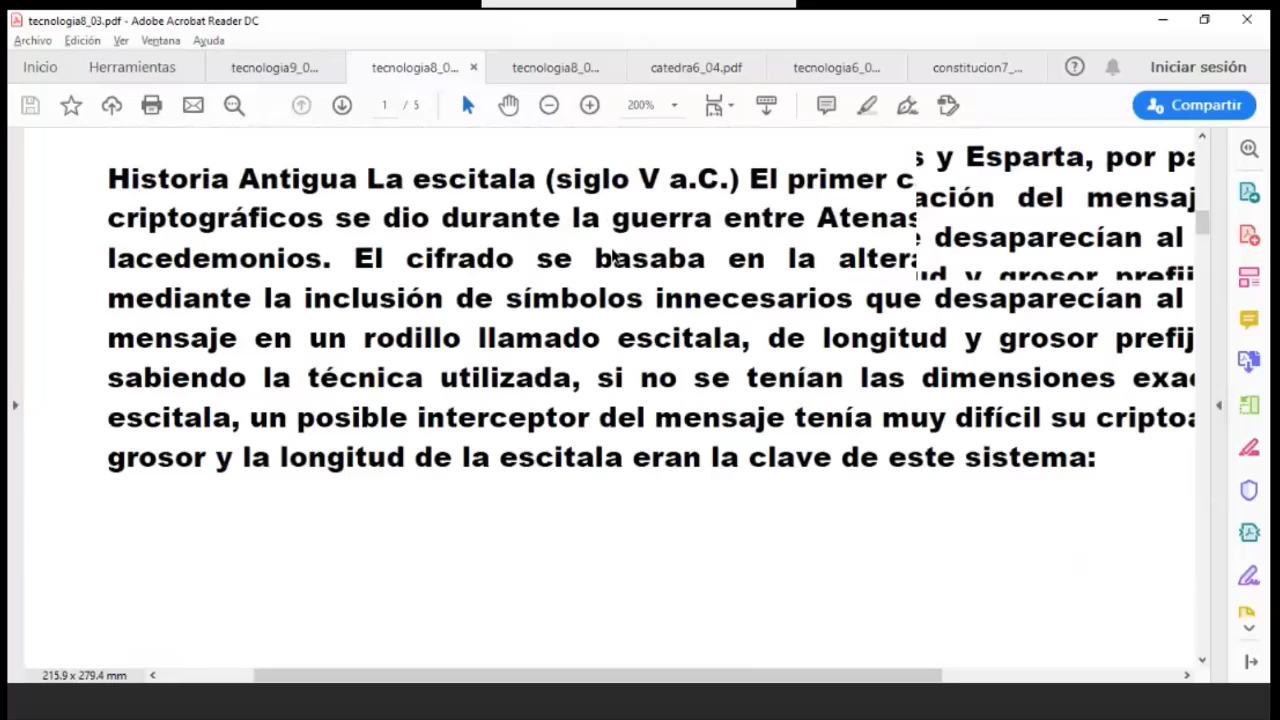 tecnologia8_03.pdf - Adobe Acrobat Reader DC
Archivo Edición Ver Ventana Ayuda
Inicio Herramientas tecnologia9_0... tecnologia8_0... tecnologia8_0... catedra6_04.pdf tecnologia6_0... constitucion7_... Iniciar sesión
1 / 5 200% Compartir
s y Esparta, por pa
Historia Antigua La escitala (siglo V a.C.) El primer c
ación del mensaj
criptográficos se dio durante la guerra entre Atenas
desaparecían al
lacedemonios. El cifrado se basaba en la altera
ud y grosor prefij
mediante la inclusión de símbolos innecesarios que desaparecían al
mensaje en un rodillo llamado escitala, de longitud y grosor prefij
sabiendo la técnica utilizada, si no se tenían las dimensiones exac
escitala, un posible interceptor del mensaje tenía muy difícil su criptoa
grosor y la longitud de la escitala eran la clave de este sistema:
215.9 x 279.4 mm